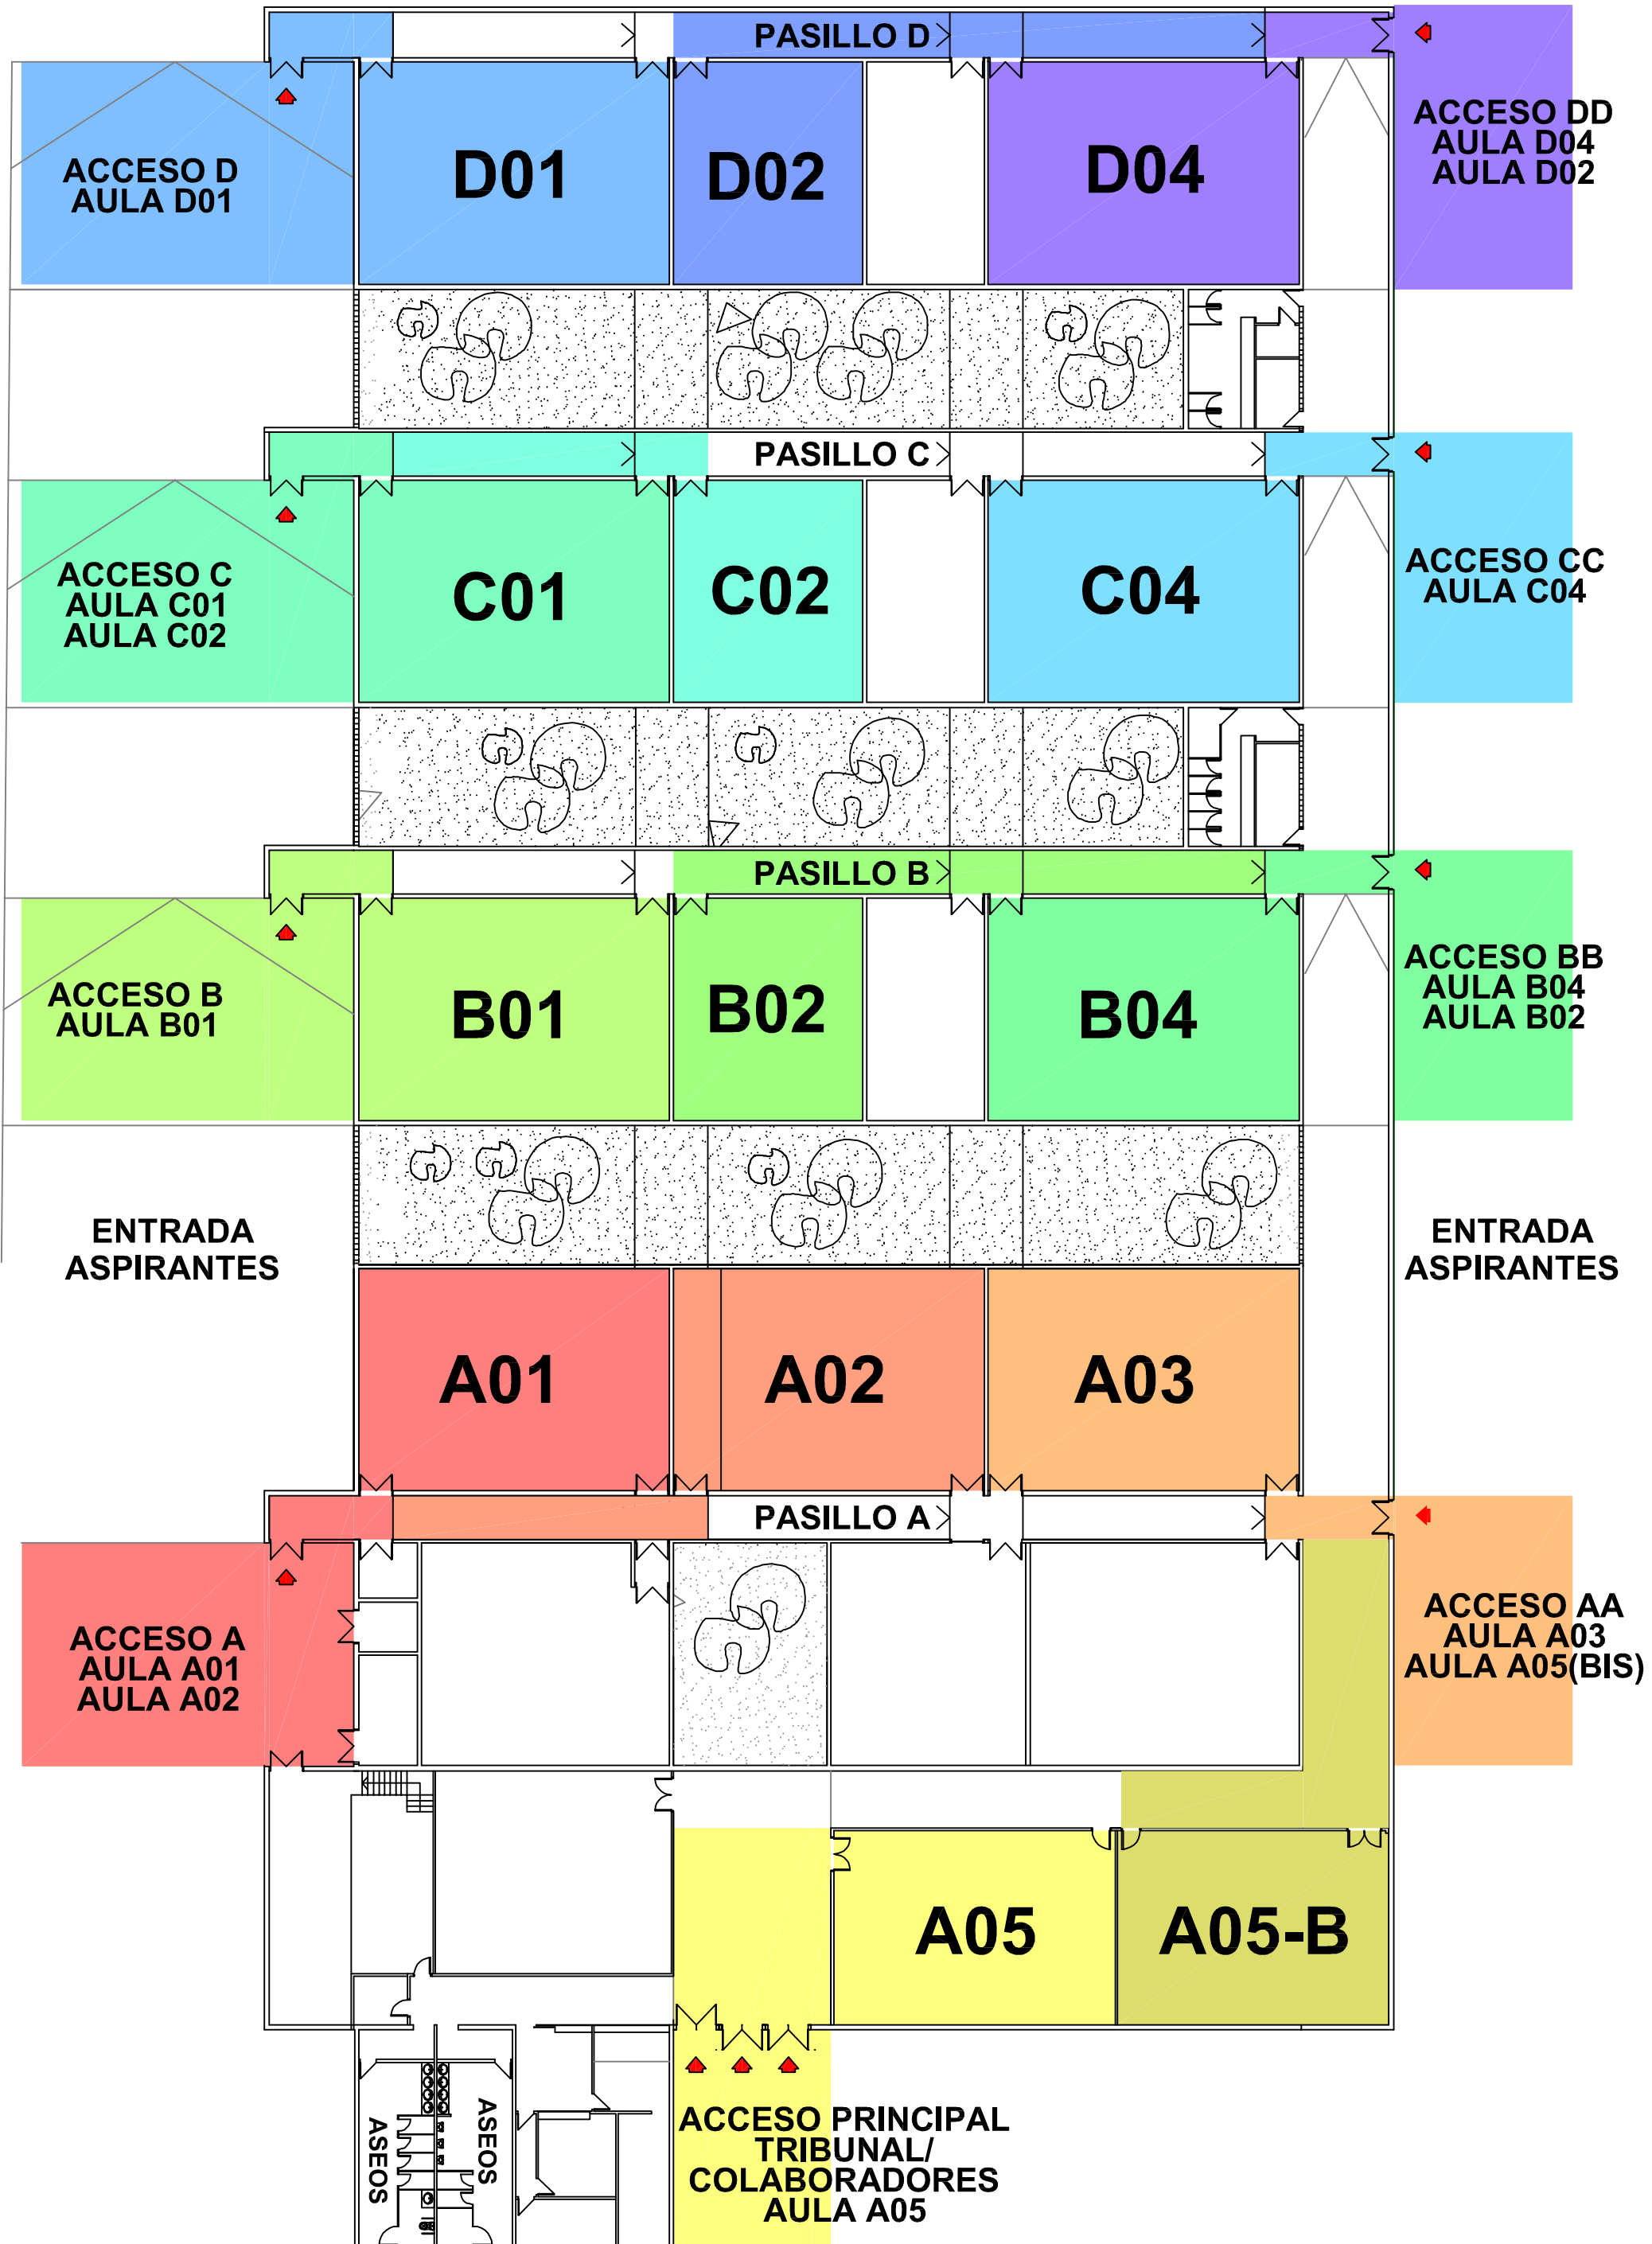 PASILLO D
ACCESO D
AULA D01
D01
D02
D04
ACCESO DD
AULA D04
AULA D02
PASILLO C
ACCESO C
AULA C01
AULA C02
C01
C02
C04
ACCESO CC
AULA C04
PASILLO B
ACCESO B
AULA B01
B01
B02
B04
ACCESO BB
AULA B04
AULA B02
ENTRADA
ASPIRANTES
ENTRADA
ASPIRANTES
A01
A02
A03
PASILLO A
ACCESO A
AULA A01
AULA A02
ACCESO AA
AULA A03
AULA A05(BIS)
A05
A05-B
ASEOS
ASEOS
ACCESO PRINCIPAL
TRIBUNAL/
COLABORADORES
AULA A05